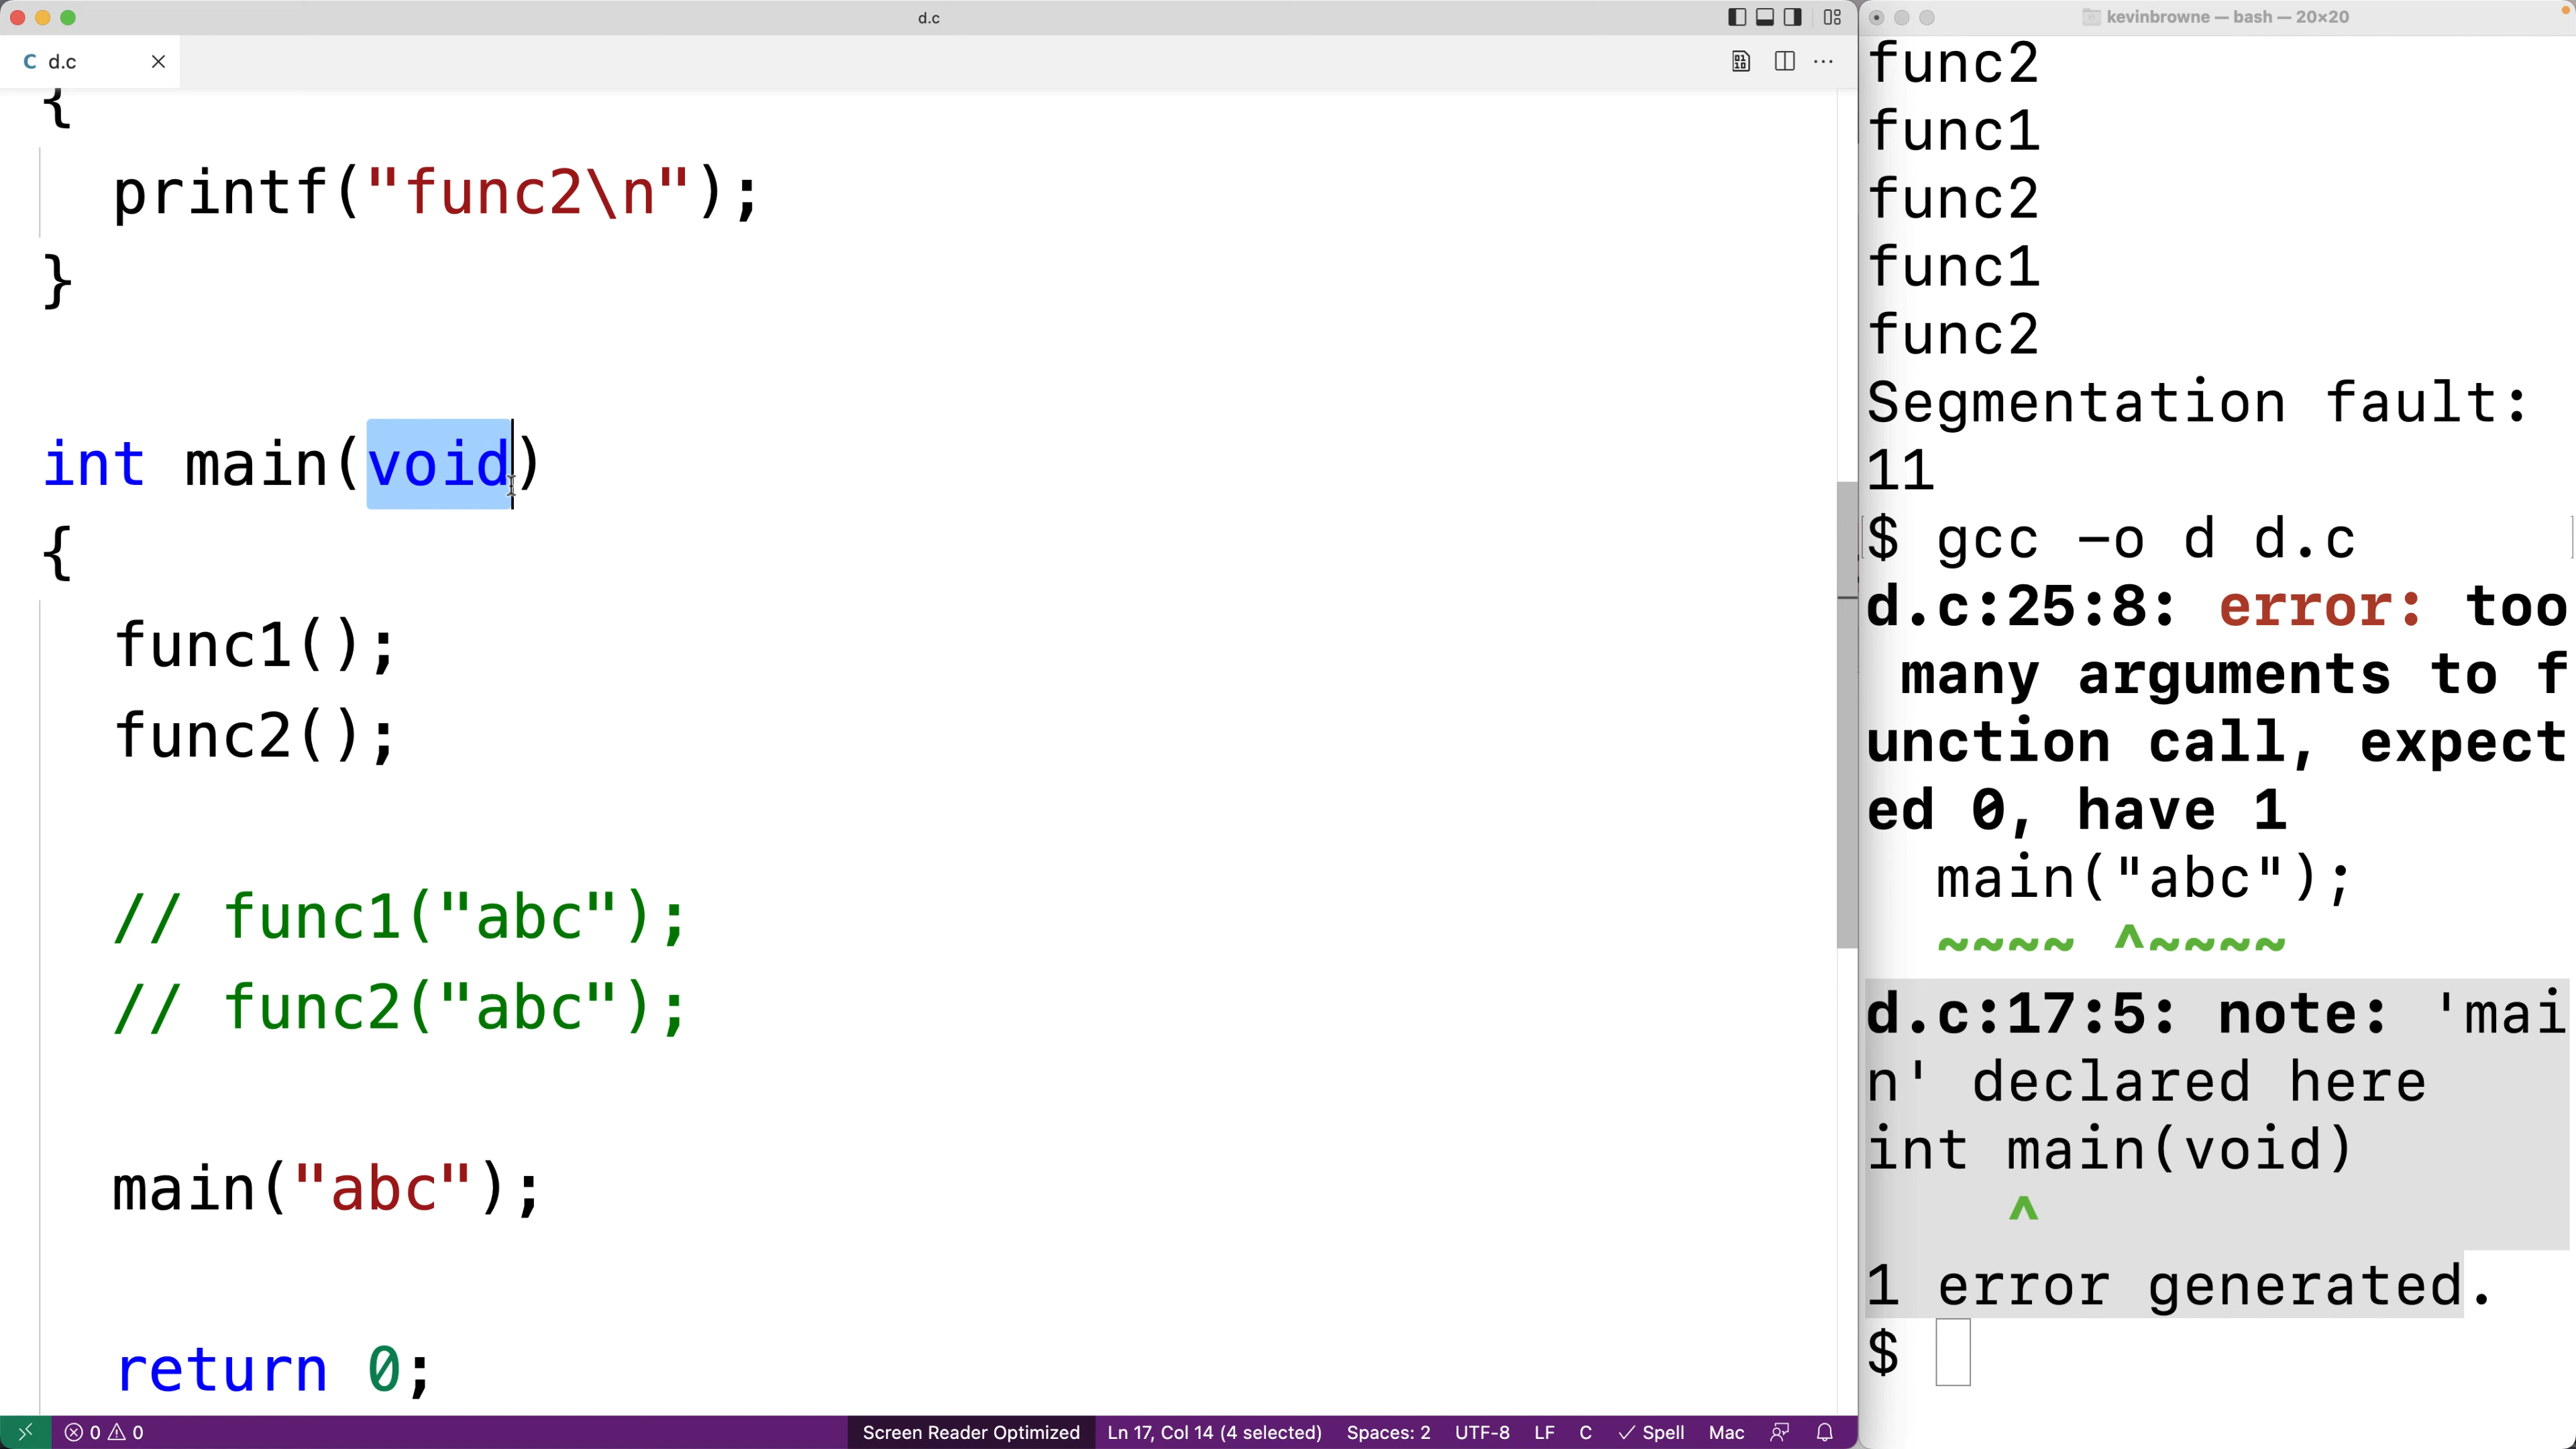 d.c
kevinbrowne — bash — 20×20
C d.c
{
printf("func2\n");
}
int main(void)
{
func1();
func2();
// func1("abc");
// func2("abc");
main("abc");
return 0;
0 0
Screen Reader Optimized
Ln 17, Col 14 (4 selected)
Spaces: 2
UTF-8
LF
C
Spell
Mac
func2
func1
func2
func1
func2
Segmentation fault:
11
$ gcc -o d d.c
d.c:25:8: error: too
many arguments to f
unction call, expect
ed 0, have 1
main("abc");
~~~~ ^~~~~
d.c:17:5: note: 'mai
n' declared here
int main(void)
^
1 error generated.
$